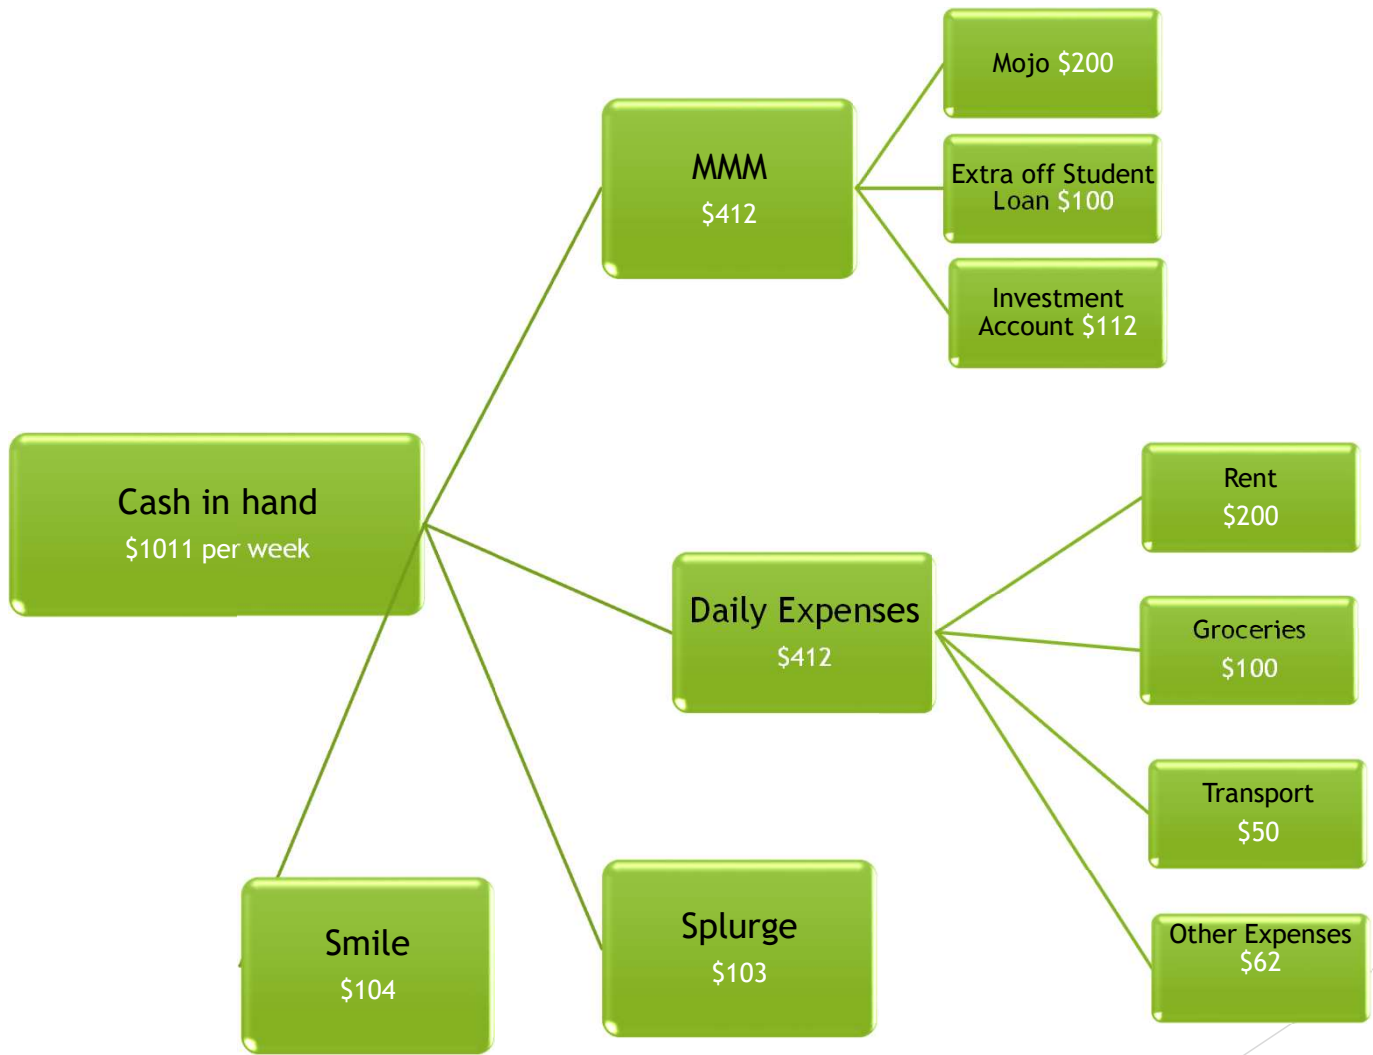 Mojo $200
MMM
$412
Extra off Student
Loan $100
Investment
Account $112
Cash in hand
$1011 per week
Daily Expenses
$412
Rent
$200
Groceries
$100
Transport
$50
Other Expenses
$62
Smile
$104
Splurge
$103